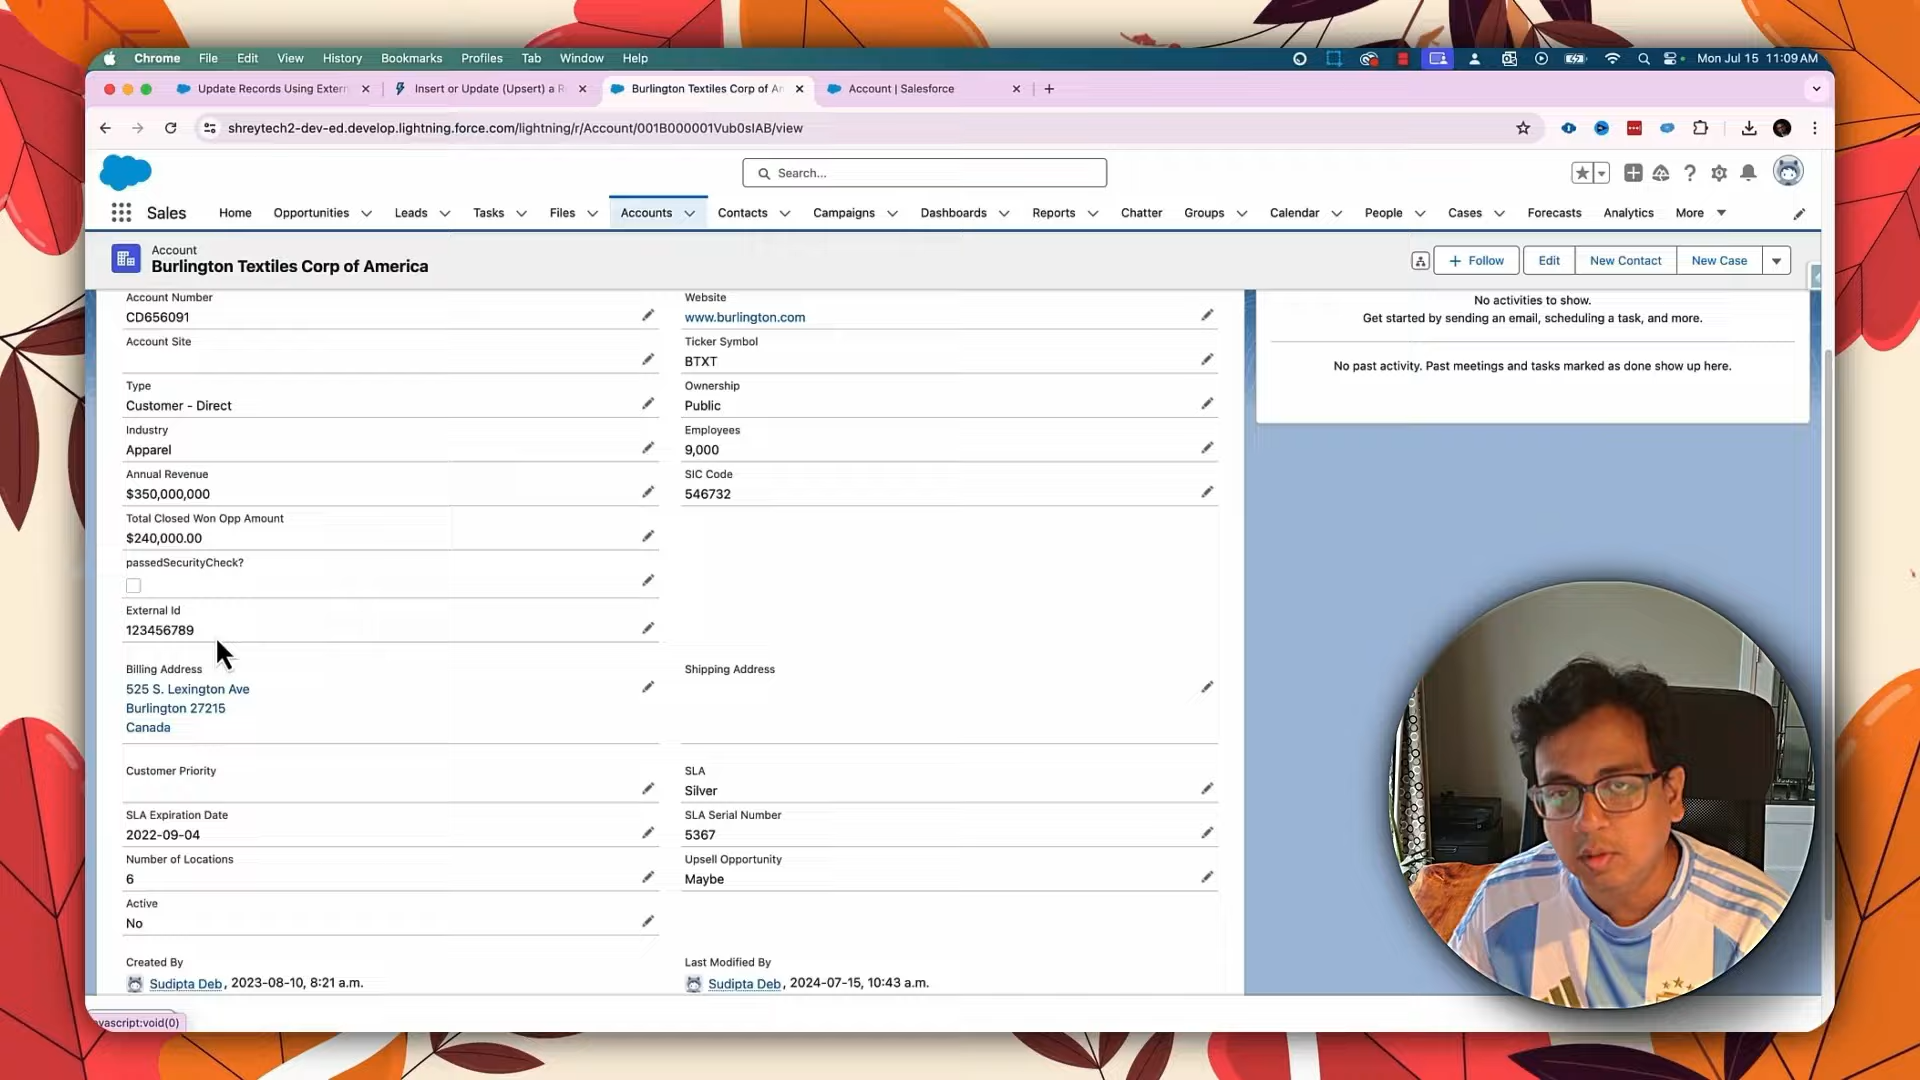 Chrome File Edit View History Bookmarks Profiles Tab Window Help Mon Jul 15 11:09 AM
Update Records Using Extern Insert or Update (Upsert) a R Burlington Textiles Corp of Am Account | Salesforce
shreytech2-dev-ed.develop.lightning.force.com/lightning/r/Account/001B000001Vub0sIAB/view
Search...
Sales Home Opportunities Leads Tasks Files Accounts Contacts Campaigns Dashboards Reports Chatter Groups Calendar People Cases Forecasts Analytics More
Account
Burlington Textiles Corp of America
+ Follow Edit New Contact New Case
Account Number
CD656091
Website
www.burlington.com
Account Site
Ticker Symbol
BTXT
Type
Customer - Direct
Ownership
Public
Industry
Apparel
Employees
9,000
Annual Revenue
$350,000,000
SIC Code
546732
Total Closed Won Opp Amount
$240,000.00
passedSecurityCheck?
External Id
123456789
Billing Address
525 S. Lexington Ave
Burlington 27215
Canada
Shipping Address
Customer Priority
SLA
Silver
SLA Expiration Date
2022-09-04
SLA Serial Number
5367
Number of Locations
6
Upsell Opportunity
Maybe
Active
No
Created By
Sudipta Deb, 2023-08-10, 8:21 a.m.
Last Modified By
Sudipta Deb, 2024-07-15, 10:43 a.m.
No activities to show.
Get started by sending an email, scheduling a task, and more.
No past activity. Past meetings and tasks marked as done show up here.
avascript:void(0)